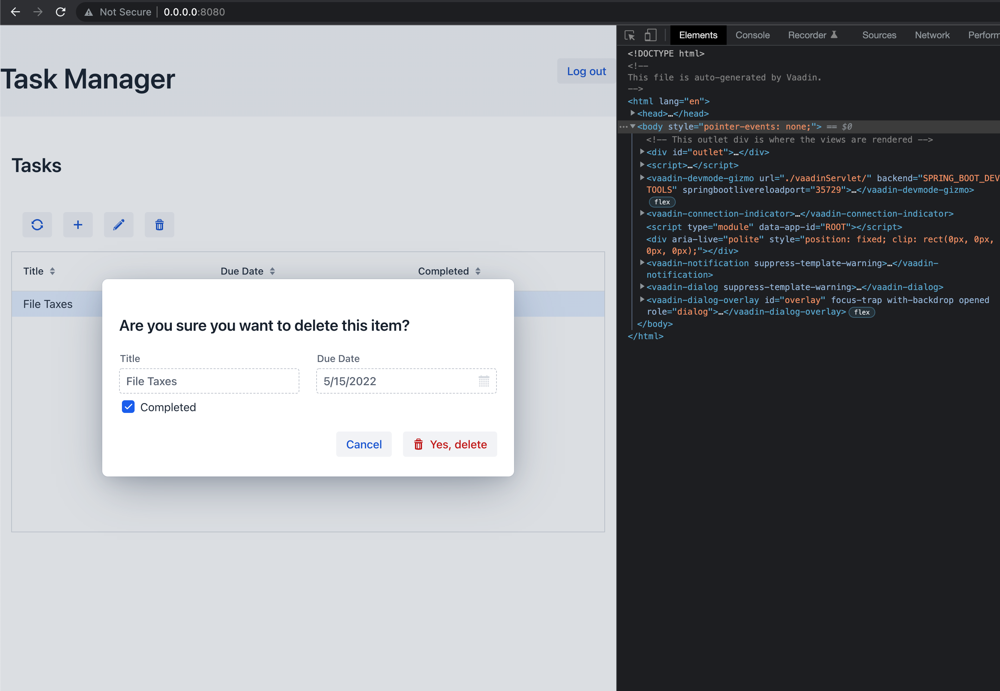 Not Secure
0.0.0.0:8080
Task Manager
Log out
Tasks
Title
Due Date
Completed
File Taxes
Are you sure you want to delete this item?
Title
Due Date
File Taxes
5/15/2022
Completed
Cancel
Yes, delete
Elements
Console
Recorder
Sources
Network
Perform
<!DOCTYPE html>
<!--
This file is auto-generated by Vaadin.
-->
<html lang="en">
<head>…</head>
<body style="pointer-events: none;"> == $0
<!-- This outlet div is where the views are rendered -->
<div id="outlet">…</div>
<script>…</script>
<vaadin-devmode-gizmo url="./vaadinServlet/" backend="SPRING_BOOT_DEV
TOOLS" springbootlivereloadport="35729">…</vaadin-devmode-gizmo>
flex
<vaadin-connection-indicator>…</vaadin-connection-indicator>
<script type="module" data-app-id="ROOT"></script>
<div aria-live="polite" style="position: fixed; clip: rect(0px, 0px,
0px, 0px);"></div>
<vaadin-notification suppress-template-warning>…</vaadin-
notification>
<vaadin-dialog suppress-template-warning>…</vaadin-dialog>
<vaadin-dialog-overlay id="overlay" focus-trap with-backdrop opened
role="dialog">…</vaadin-dialog-overlay> flex
</body>
</html>